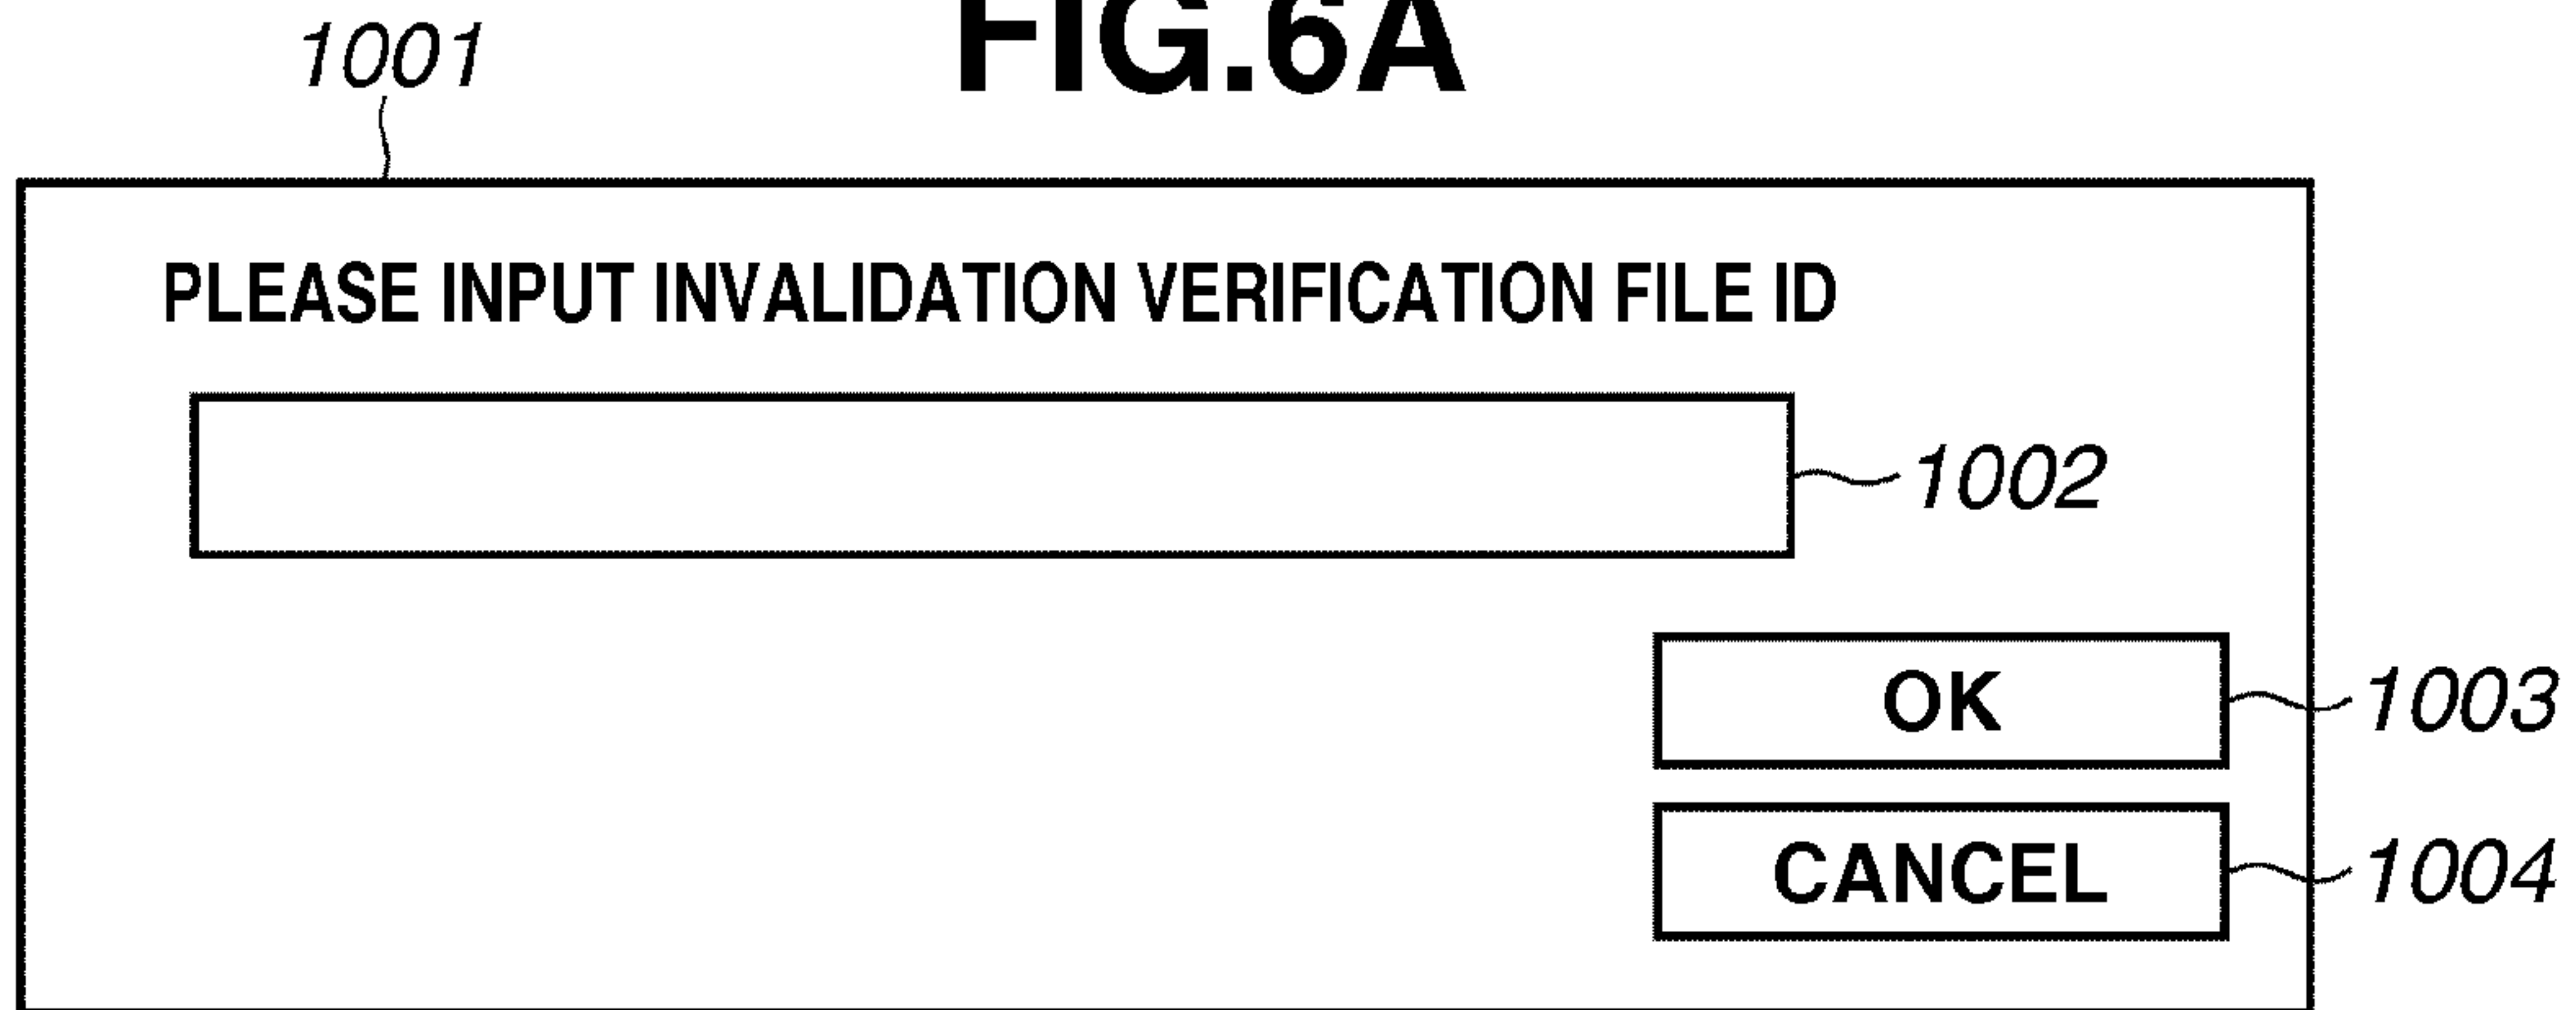 FIG.6A
1001
PLEASE INPUT INVALIDATION VERIFICATION FILE ID
1002
OK
1003
CANCEL
1004